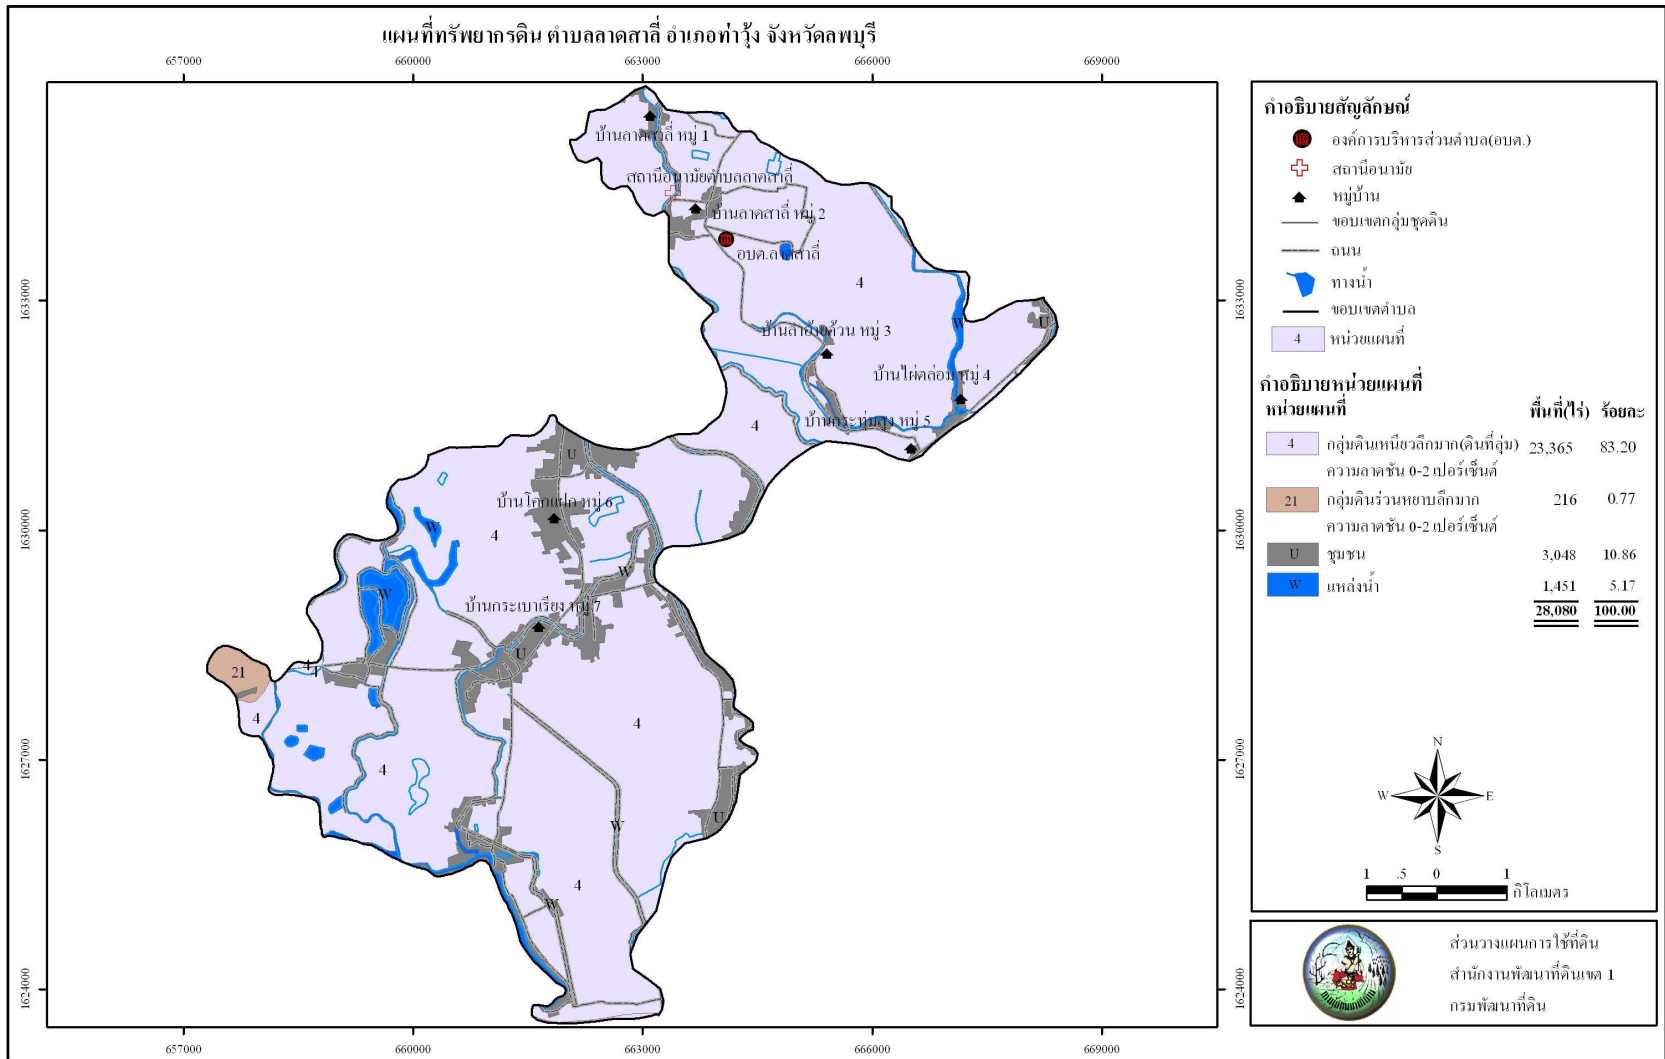 แผนที่ทรัพยากรดิน ตำบลลาดสาลี่ อำเภอท่าวุ้ง จังหวัดลพบุรี
657000 660000 663000 666000 669000
1633000 1633000
1630000 1630000
1627000 1627000
1624000 1624000
657000 660000 663000 666000 669000
บ้านลาดสาลี่ หมู่ 1
สถานีอนามัยตำบลลาดสาลี่
บ้านลาดสาลี่ หมู่ 2
อบต.ลาดสาลี่
4
W
U
บ้านไผ่ตล่อม หมู่ 4
บ้านกระทุ่มสูง หมู่ 5
4
U
บ้านโคกแฝก หมู่ 6
W
4
W
W
บ้านกระเบาเรียง หมู่ 7
U
4
21
4
4
4
U
W
4
W
คำอธิบายสัญลักษณ์
องค์การบริหารส่วนตำบล(อบต.)
สถานีอนามัย
หมู่บ้าน
ขอบเขตกลุ่มชุดดิน
ถนน
ทางน้ำ
ขอบเขตตำบล
4 หน่วยแผนที่
คำอธิบายหน่วยแผนที่
หน่วยแผนที่ พื้นที่(ไร่) ร้อยละ
4 กลุ่มดินเหนียวลึกมาก(ดินที่ลุ่ม) 23,365 83.20
ความลาดชัน 0-2 เปอร์เซ็นต์
21 กลุ่มดินร่วนหยาบลึกมาก 216 0.77
ความลาดชัน 0-2 เปอร์เซ็นต์
U ชุมชน 3,048 10.86
W แหล่งน้ำ 1,451 5.17
28,080 100.00
N
W E
S
1 .5 0 1
กิโลเมตร
ส่วนวางแผนการใช้ที่ดิน
สำนักงานพัฒนาที่ดินเขต 1
กรมพัฒนาที่ดิน